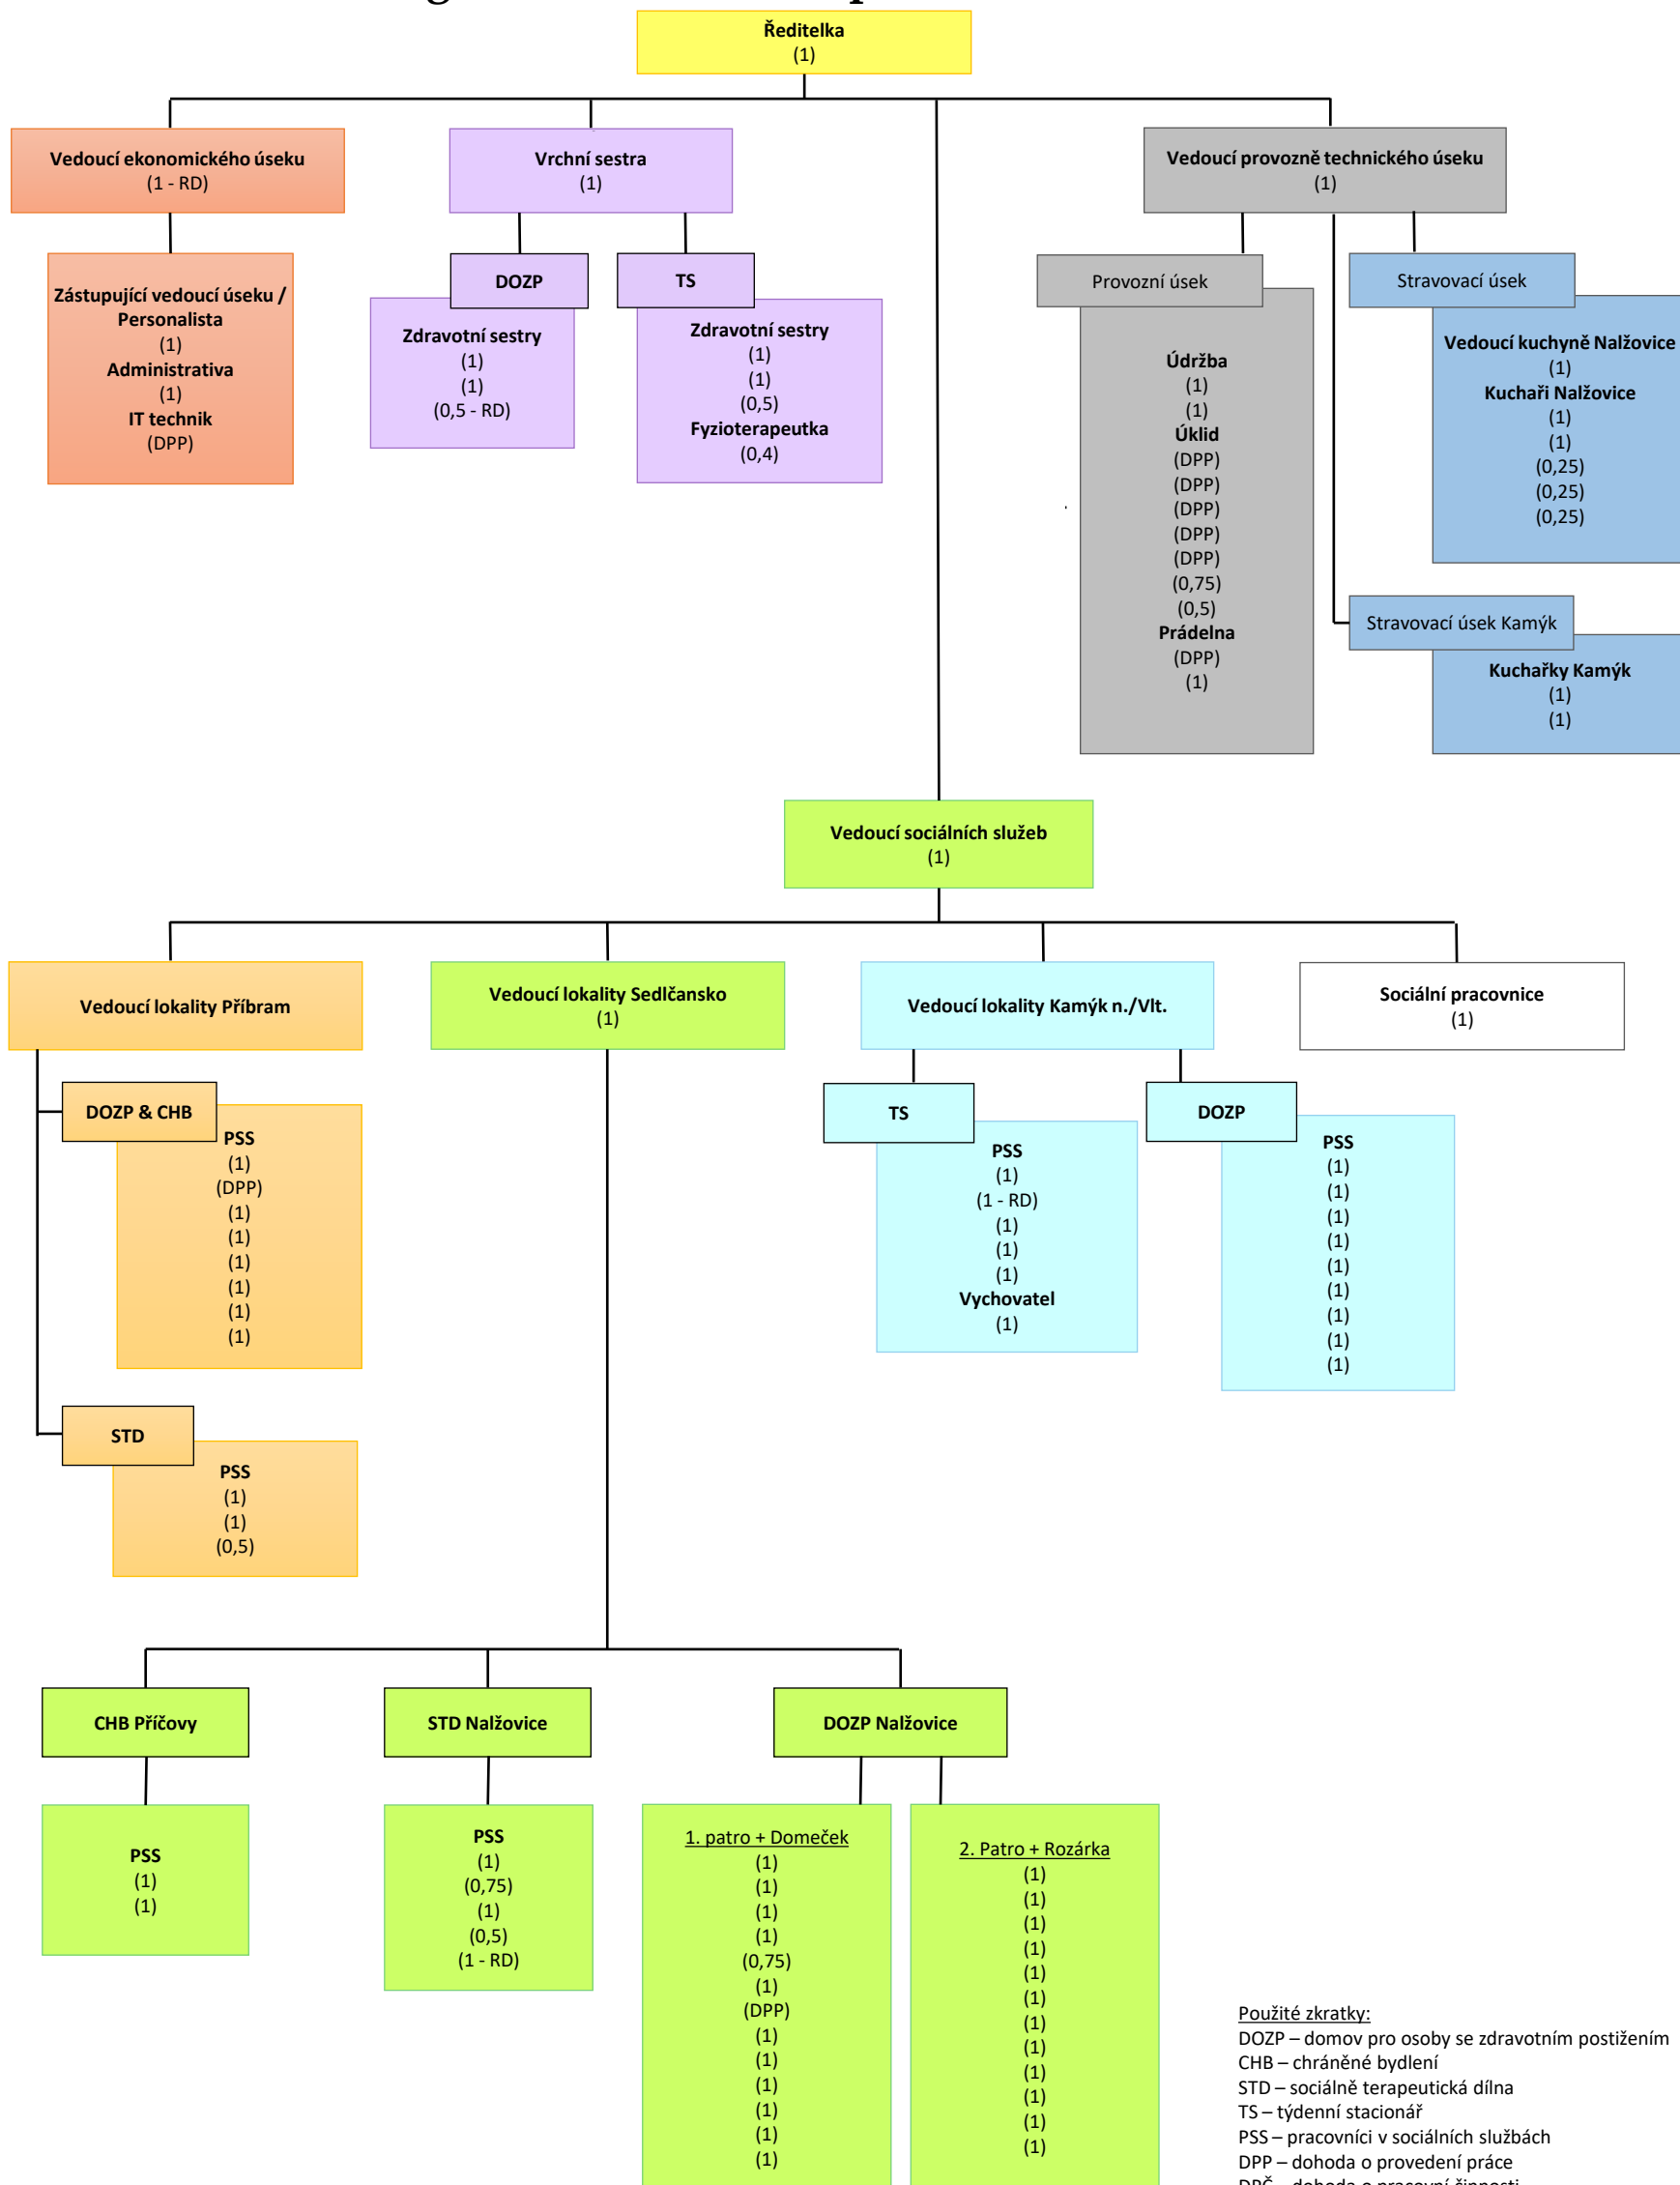 Ředitelka
(1)
Vedoucí ekonomického úseku
(1 - RD)
Vrchní sestra
(1)
Vedoucí provozně technického úseku
(1)
Zástupující vedoucí úseku /
Personalista
(1)
Administrativa
(1)
IT technik
(DPP)
DOZP
Zdravotní sestry
(1)
(1)
(0,5 - RD)
TS
Zdravotní sestry
(1)
(1)
(0,5)
Fyzioterapeutka
(0,4)
Provozní úsek
Údržba
(1)
(1)
Úklid
(DPP)
(DPP)
(DPP)
(DPP)
(DPP)
(0,75)
(0,5)
Prádelna
(DPP)
(1)
Stravovací úsek
Vedoucí kuchyně Nalžovice
(1)
Kuchaři Nalžovice
(1)
(1)
(0,25)
(0,25)
(0,25)
Stravovací úsek Kamýk
Kuchařky Kamýk
(1)
(1)
Vedoucí sociálních služeb
(1)
Vedoucí lokality Příbram
Vedoucí lokality Sedlčansko
(1)
Vedoucí lokality Kamýk n./Vlt.
Sociální pracovnice
(1)
DOZP & CHB
PSS
(1)
(DPP)
(1)
(1)
(1)
(1)
(1)
(1)
STD
PSS
(1)
(1)
(0,5)
TS
PSS
(1)
(1 - RD)
(1)
(1)
(1)
Vychovatel
(1)
DOZP
PSS
(1)
(1)
(1)
(1)
(1)
(1)
(1)
(1)
(1)
CHB Příčovy
PSS
(1)
(1)
STD Nalžovice
PSS
(1)
(0,75)
(1)
(0,5)
(1 - RD)
DOZP Nalžovice
1. patro + Domeček
(1)
(1)
(1)
(1)
(0,75)
(1)
(DPP)
(1)
(1)
(1)
(1)
(1)
(1)
2. Patro + Rozárka
(1)
(1)
(1)
(1)
(1)
(1)
(1)
(1)
(1)
(1)
(1)
(1)
Použité zkratky:
DOZP – domov pro osoby se zdravotním postižením
CHB – chráněné bydlení
STD – sociálně terapeutická dílna
TS – týdenní stacionář
PSS – pracovníci v sociálních službách
DPP – dohoda o provedení práce
DPČ – dohoda o pracovní činnosti